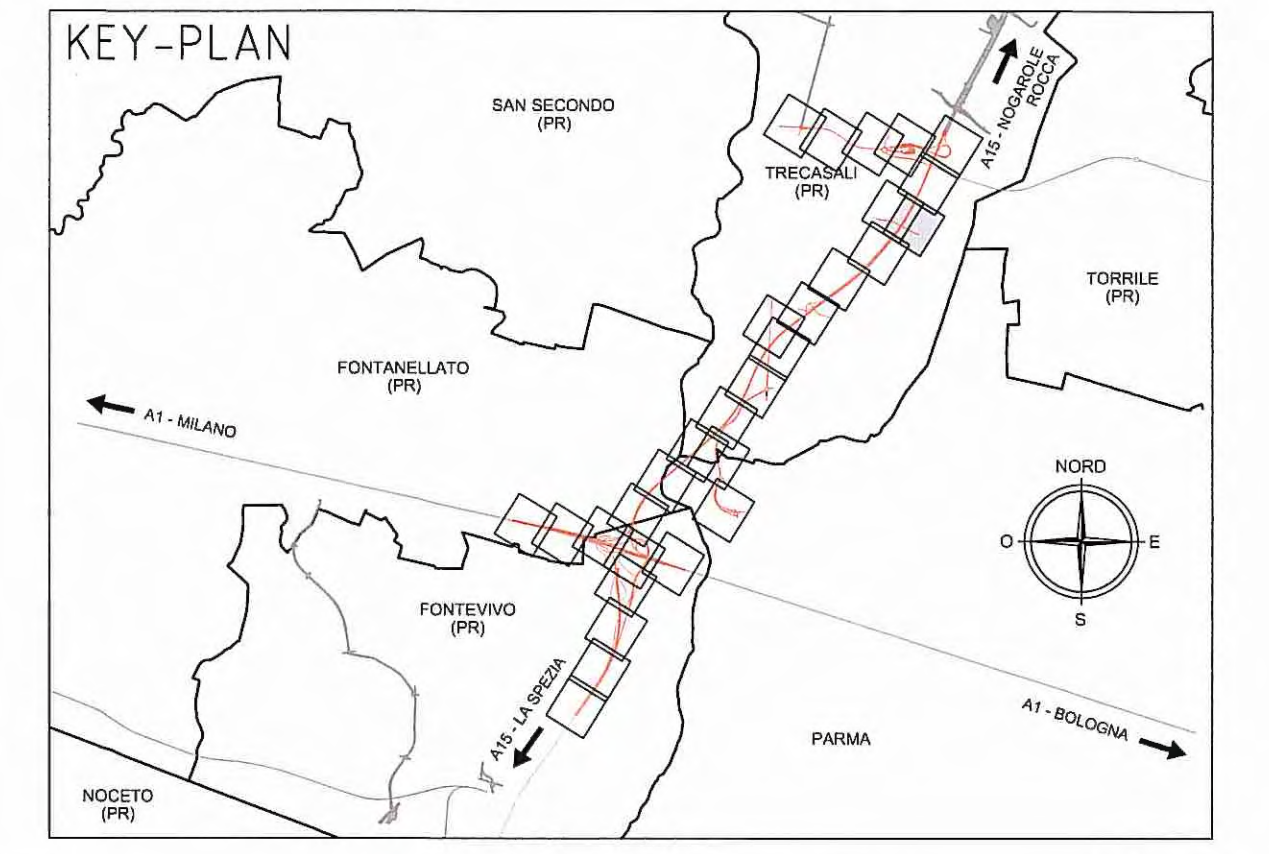 KEY-PLAN
SAN SECONDO
(PR)
A15 - NOGAROLE
ROCCA
TRECASALI
(PR)
TORRILE
(PR)
FONTANELLATO
(PR)
A1 - MILANO
NORD
O
E
S
FONTEVIVO
(PR)
A15 - LA SPEZIA
A1 - BOLOGNA
PARMA
NOCETO
(PR)